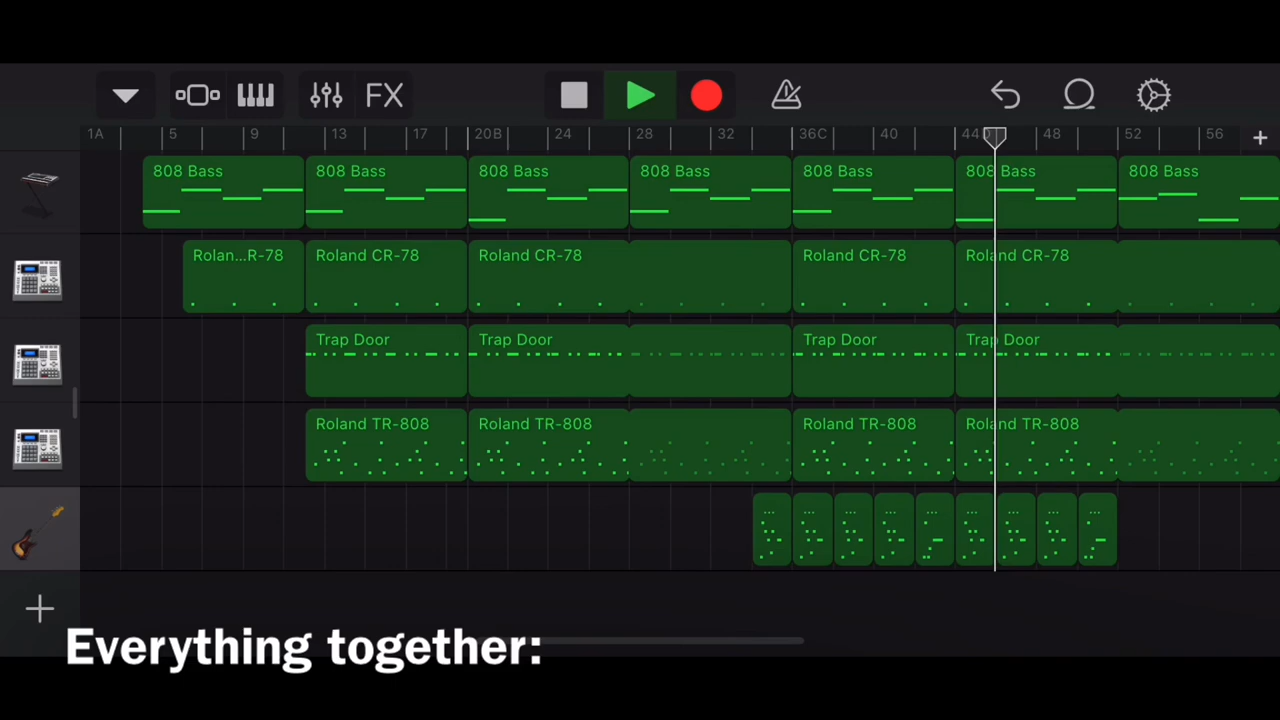 FX
1A 5 9 13 17 20B 24 28 32 36C 40 44D 48 52 56 +
808 Bass 808 Bass 808 Bass 808 Bass 808 Bass 808 Bass 808 Bass
Rolan...R-78 Roland CR-78 Roland CR-78 Roland CR-78 Roland CR-78
Trap Door Trap Door Trap Door Trap Door
Roland TR-808 Roland TR-808 Roland TR-808 Roland TR-808
Everything together: